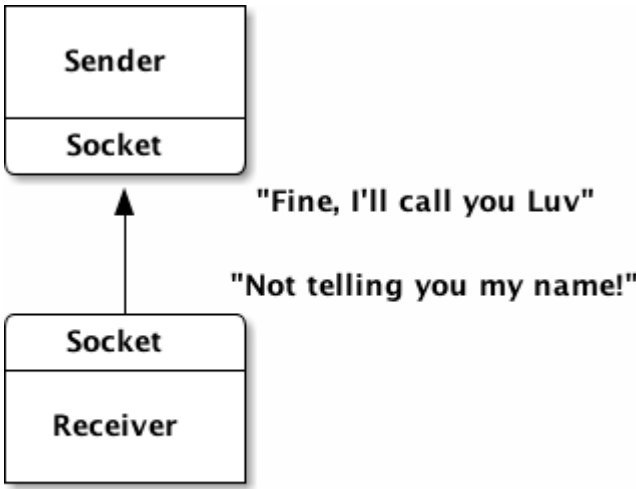 Sender
Socket
"Fine, I'll call you Luv"
"Not telling you my name!"
Socket
Receiver